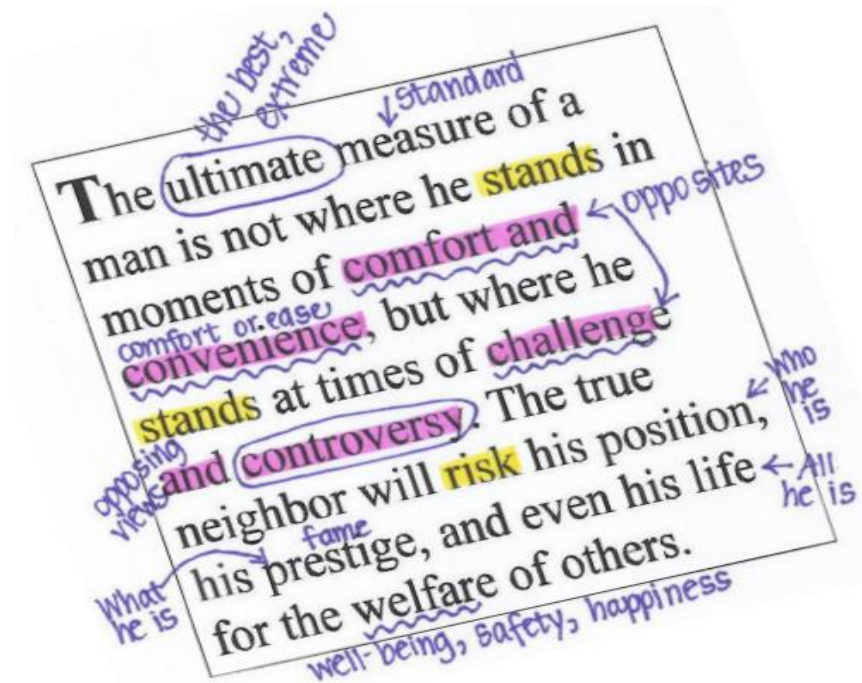 the best,
extreme
Standard
The ultimate measure of a
man is not where he stands in
opposites
moments of comfort and
comfort or ease
convenience, but where he
stands at times of challenge
opposing
views
and controversy. The true
who
he
is
neighbor will risk his position,
fame
All
he is
his prestige, and even his life
What
he is
for the welfare of others.
well-being, safety, happiness